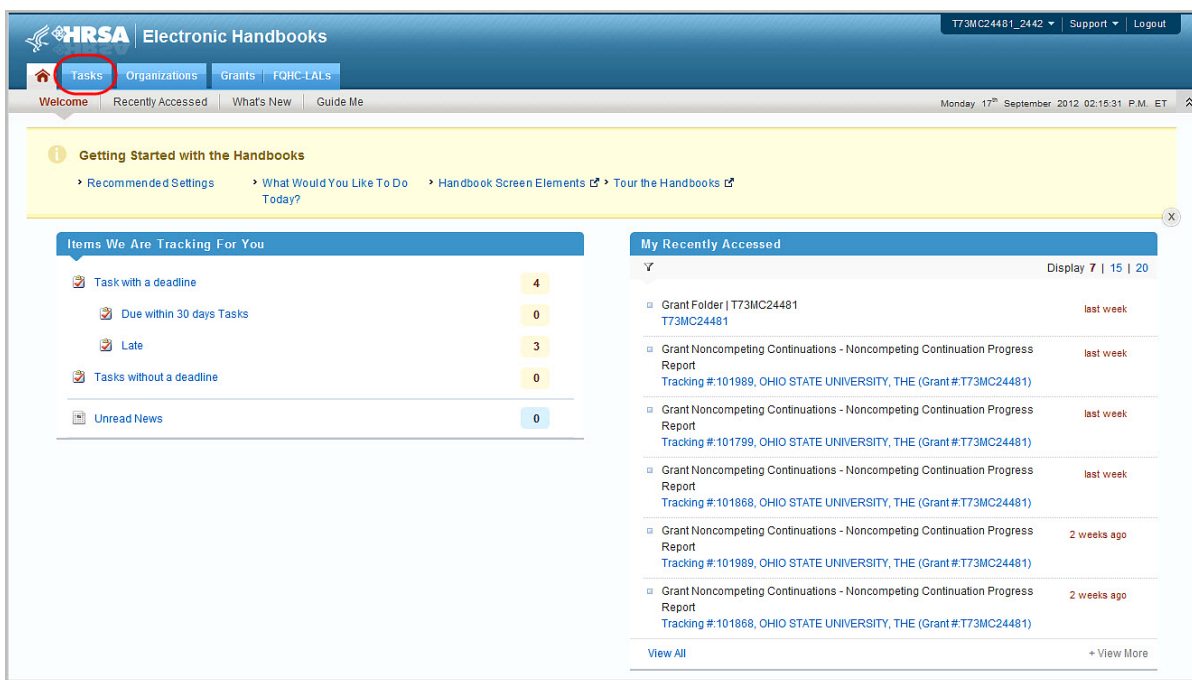 T73MC24481_2442 Support Logout
HRSA Electronic Handbooks
Tasks Organizations Grants FQHC-LALs
Welcome Recently Accessed What's New Guide Me Monday 17th September 2012 02:15:31 P.M. ET
Getting Started with the Handbooks
Recommended Settings What Would You Like To Do Handbook Screen Elements Tour the Handbooks
Today?
X
Items We Are Tracking For You
Task with a deadline 4
Due within 30 days Tasks 0
Late 3
Tasks without a deadline 0
Unread News 0
My Recently Accessed
Display 7 | 15 | 20
Grant Folder | T73MC24481 last week
T73MC24481
Grant Noncompeting Continuations - Noncompeting Continuation Progress last week
Report
Tracking #:101989, OHIO STATE UNIVERSITY, THE (Grant #:T73MC24481)
Grant Noncompeting Continuations - Noncompeting Continuation Progress last week
Report
Tracking #:101799, OHIO STATE UNIVERSITY, THE (Grant #:T73MC24481)
Grant Noncompeting Continuations - Noncompeting Continuation Progress last week
Report
Tracking #:101868, OHIO STATE UNIVERSITY, THE (Grant #:T73MC24481)
Grant Noncompeting Continuations - Noncompeting Continuation Progress 2 weeks ago
Report
Tracking #:101989, OHIO STATE UNIVERSITY, THE (Grant #:T73MC24481)
Grant Noncompeting Continuations - Noncompeting Continuation Progress 2 weeks ago
Report
Tracking #:101868, OHIO STATE UNIVERSITY, THE (Grant #:T73MC24481)
View All + View More